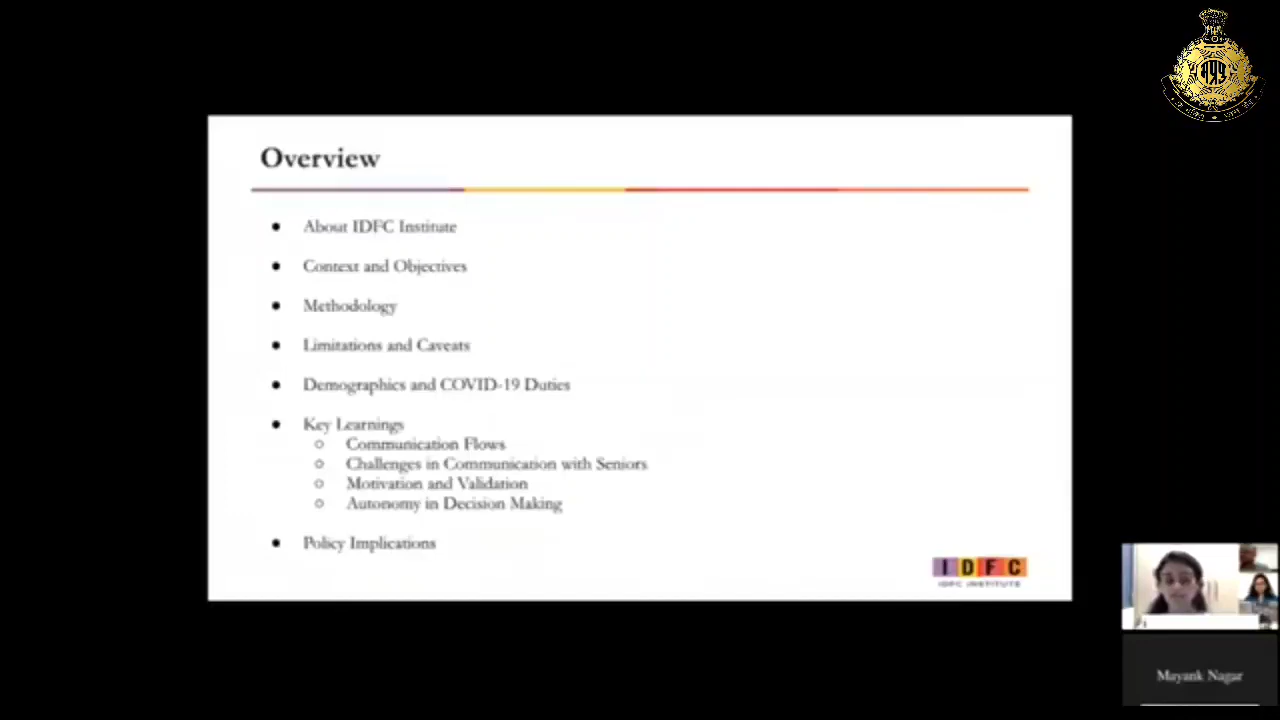 Overview
● About IDFC Institute
● Context and Objectives
● Methodology
● Limitations and Caveats
● Demographics and COVID-19 Duties
● Key Learnings
○ Communication Flows
○ Challenges in Communication with Seniors
○ Motivation and Validation
○ Autonomy in Decision Making
● Policy Implications
IDFC
IDFC INSTITUTE
Mayank Nagar